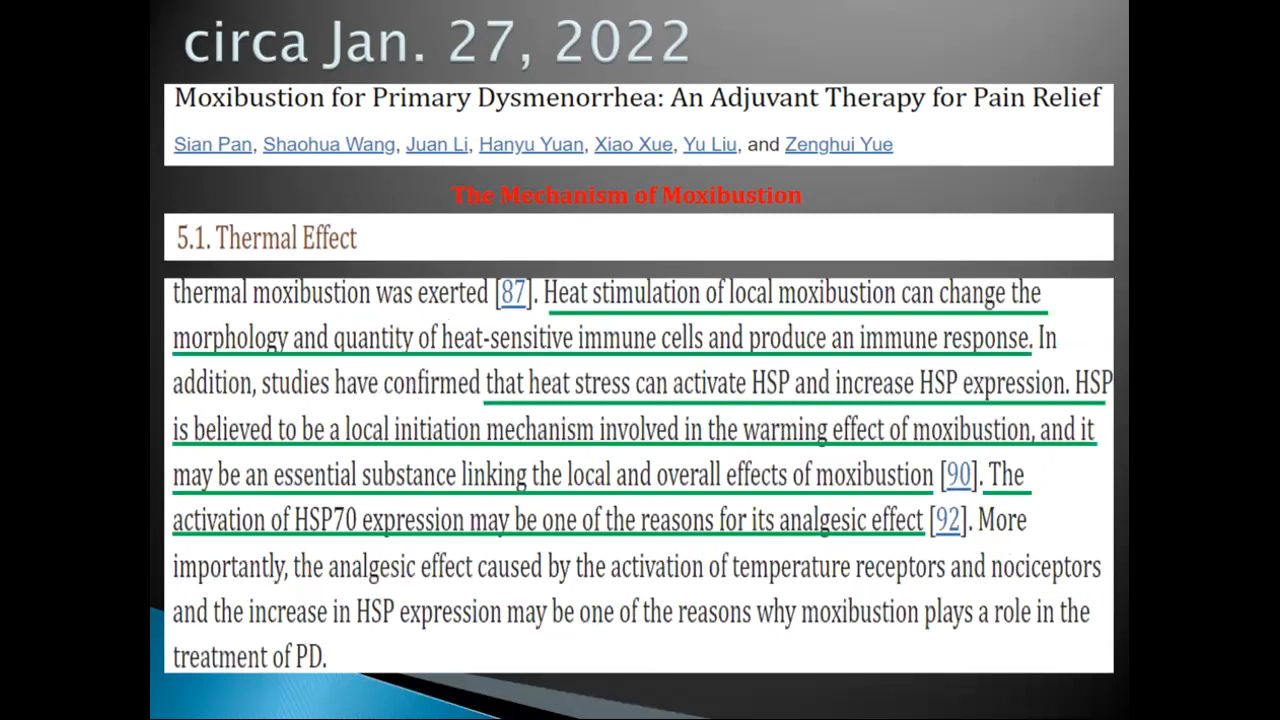 circa Jan. 27, 2022
Moxibustion for Primary Dysmenorrhea: An Adjuvant Therapy for Pain Relief
Sian Pan, Shaohua Wang, Juan Li, Hanyu Yuan, Xiao Xue, Yu Liu, and Zenghui Yue
The Mechanism of Moxibustion
5.1. Thermal Effect
thermal moxibustion was exerted [87]. Heat stimulation of local moxibustion can change the
morphology and quantity of heat-sensitive immune cells and produce an immune response. In
addition, studies have confirmed that heat stress can activate HSP and increase HSP expression. HSP
is believed to be a local initiation mechanism involved in the warming effect of moxibustion, and it
may be an essential substance linking the local and overall effects of moxibustion [90]. The
activation of HSP70 expression may be one of the reasons for its analgesic effect [92]. More
importantly, the analgesic effect caused by the activation of temperature receptors and nociceptors
and the increase in HSP expression may be one of the reasons why moxibustion plays a role in the
treatment of PD.